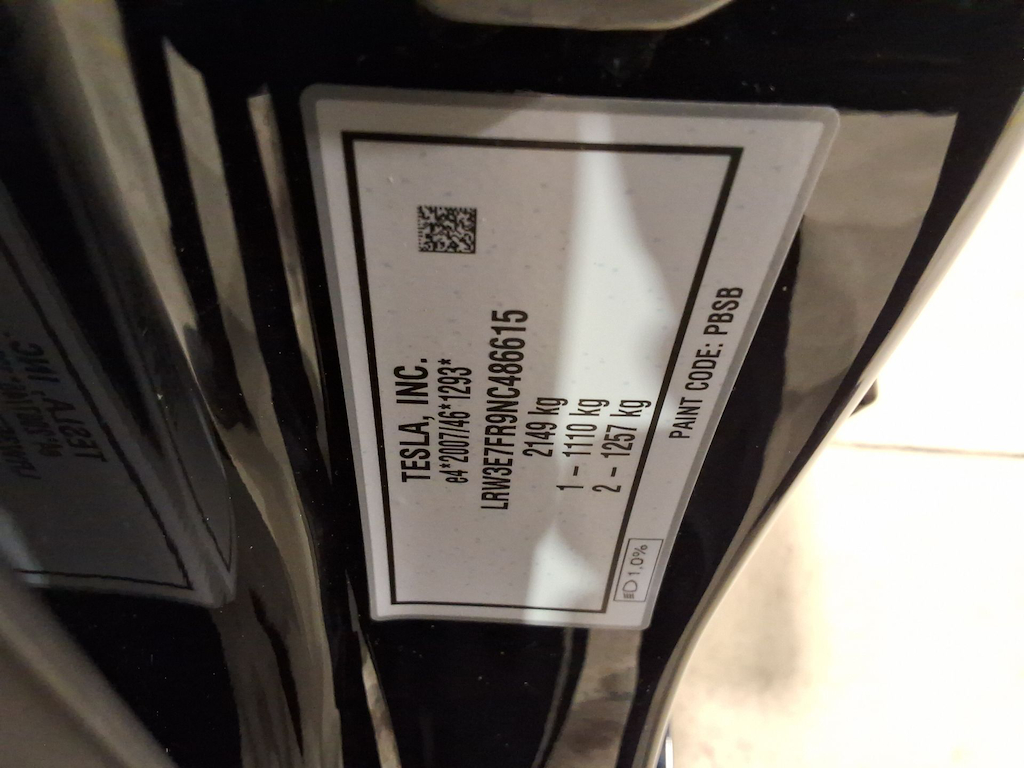 TESLA, INC.
e4*2007/46*1293*
LRW3E7FR9NC486615
2149 kg
1 – 1110 kg
2 – 1257 kg
PAINT CODE: PBSB
1.0%